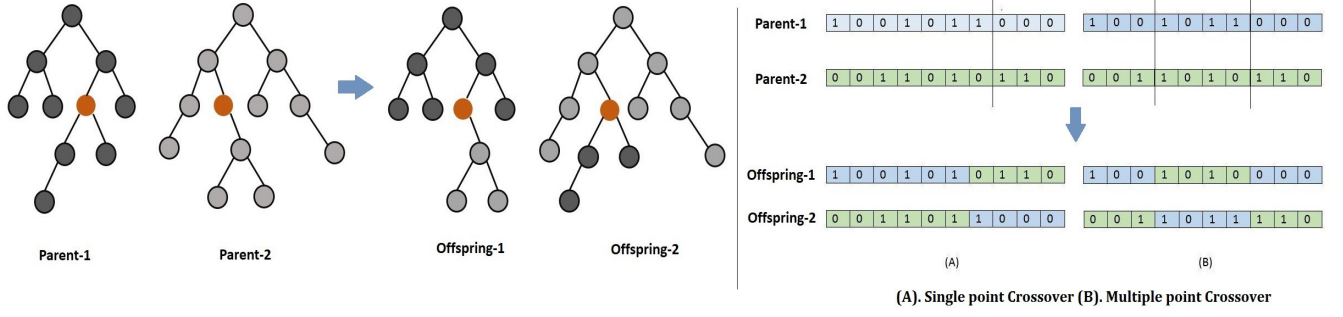 Parent-1 1 0 0 1 0 1 1 0 0 0 1 0 0 1 0 1 1 0 0 0
Parent-2 0 0 1 1 0 1 0 1 1 0 0 0 1 1 0 1 0 1 1 0
Offspring-1 1 0 0 1 0 1 0 1 1 0 1 0 0 1 0 1 0 0 0 0
Offspring-2 0 0 1 1 0 1 1 0 0 0 0 0 1 1 0 1 1 1 1 0
Parent-1 Parent-2 Offspring-1 Offspring-2
(A) (B)
(A). Single point Crossover (B). Multiple point Crossover